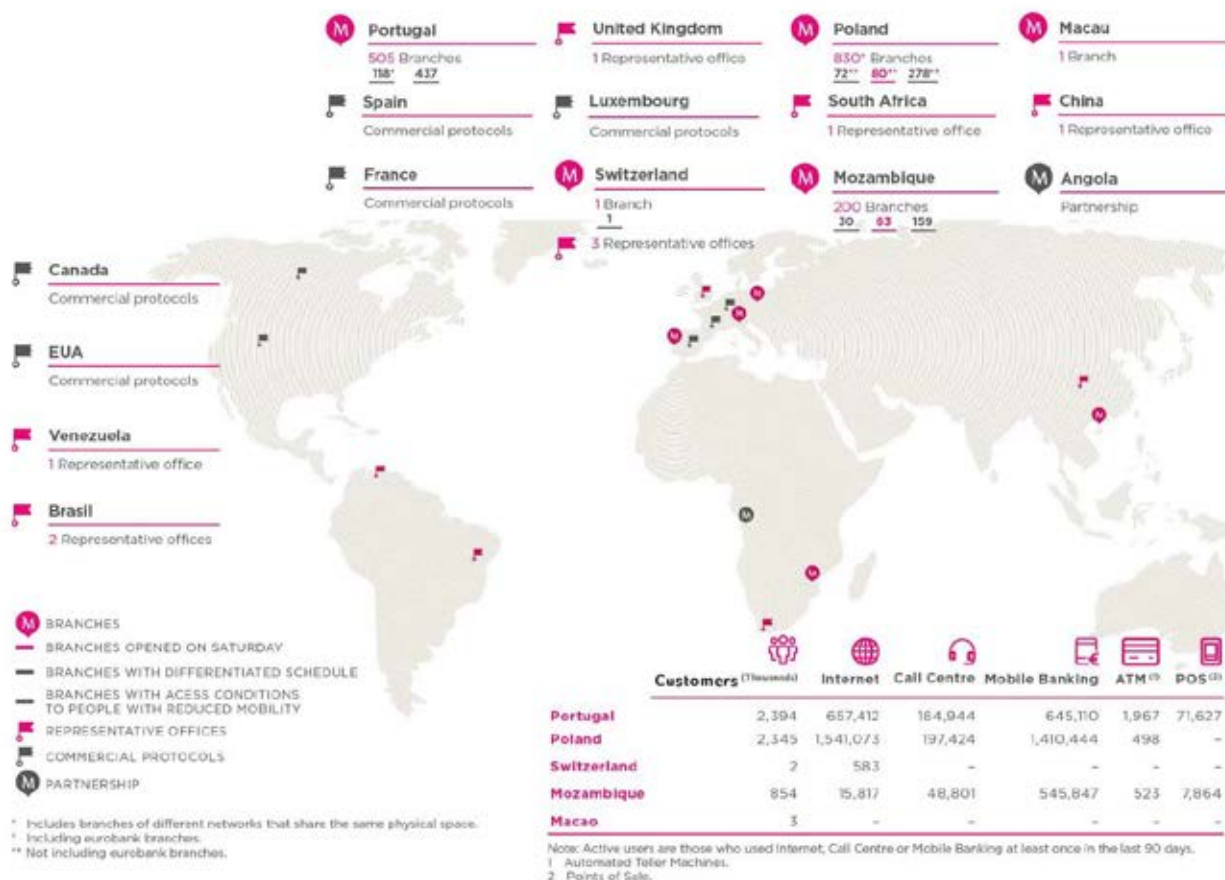 Portugal
505 Branches
118* 437
United Kingdom
1 Representative office
Poland
830* Branches
72** 80** 278**
Macau
1 Branch
Spain
Commercial protocols
Luxembourg
Commercial protocols
South Africa
1 Representative office
China
1 Representative office
France
Commercial protocols
Switzerland
1 Branch
1
3 Representative offices
Mozambique
200 Branches
30 63 159
Angola
Partnership
Canada
Commercial protocols
EUA
Commercial protocols
Venezuela
1 Representative office
Brasil
2 Representative offices
BRANCHES
BRANCHES OPENED ON SATURDAY
BRANCHES WITH DIFFERENTIATED SCHEDULE
BRANCHES WITH ACESS CONDITIONS
TO PEOPLE WITH REDUCED MOBILITY
REPRESENTATIVE OFFICES
COMMERCIAL PROTOCOLS
PARTNERSHIP
* Includes branches of different networks that share the same physical space.
* Including eurobank branches.
** Not including eurobank branches.
Customers (Thousands) Internet Call Centre Mobile Banking ATM (1) POS (2)
Portugal 2,394 657,412 184,944 645,110 1,967 71,627
Poland 2,345 1,541,073 197,424 1,410,444 498 –
Switzerland 2 583 – – – –
Mozambique 854 15,817 48,801 545,847 523 7,864
Macao 3 – – – – –
Note: Active users are those who used Internet, Call Centre or Mobile Banking at least once in the last 90 days.
1 Automated Teller Machines.
2 Points of Sale.